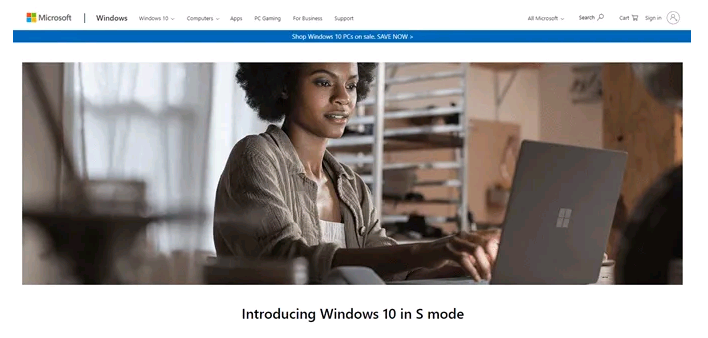 Microsoft | Windows Windows 10 Computers Apps PC Gaming For Business Support All Microsoft Search Cart Sign in
Shop Windows 10 PCs on sale. SAVE NOW >
Introducing Windows 10 in S mode